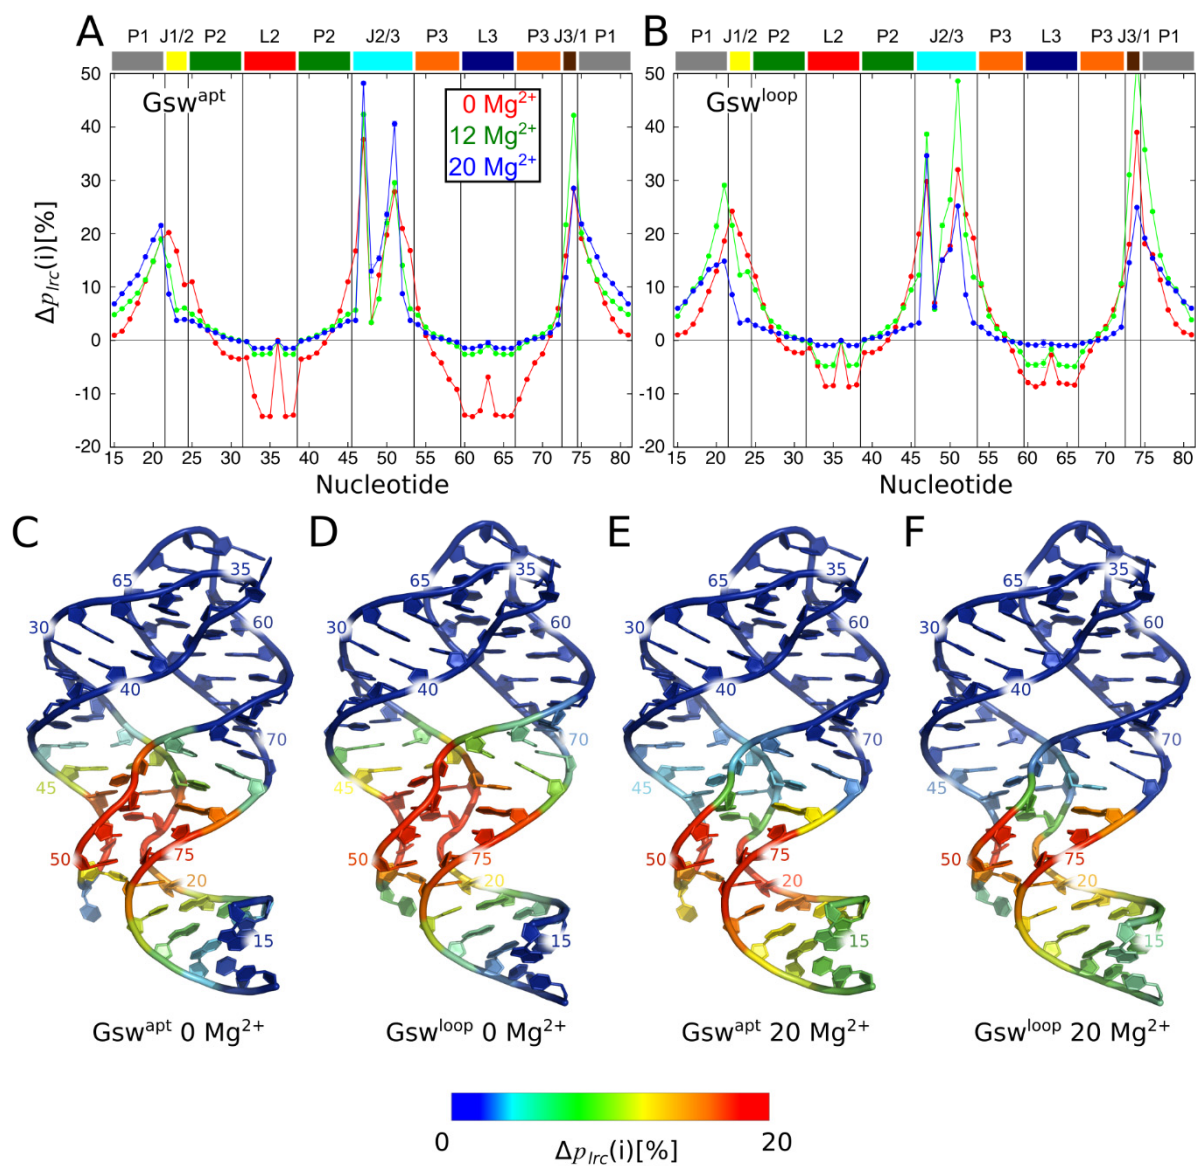 A
P1 J1/2 P2 L2 P2 J2/3 P3 L3 P3 J3/1 P1
B
P1 J1/2 P2 L2 P2 J2/3 P3 L3 P3 J3/1 P1
Gsw^apt
0 Mg²⁺
12 Mg²⁺
20 Mg²⁺
Gsw^loop
Δp_lrc(i)[%]
50
40
30
20
10
0
-10
-20
15 20 25 30 35 40 45 50 55 60 65 70 75 80
Nucleotide
50
40
30
20
10
0
-10
-20
15 20 25 30 35 40 45 50 55 60 65 70 75 80
Nucleotide
C
65 35
30 60
40
70
45
50 75
20
15
Gsw^apt 0 Mg²⁺
D
65 35
30 60
40
70
45
50 75
20
15
Gsw^loop 0 Mg²⁺
E
65 35
30 60
40
70
45
50 75
20
15
Gsw^apt 20 Mg²⁺
F
65 35
30 60
40
70
45
50 75
20
15
Gsw^loop 20 Mg²⁺
0 20
Δp_lrc(i)[%]